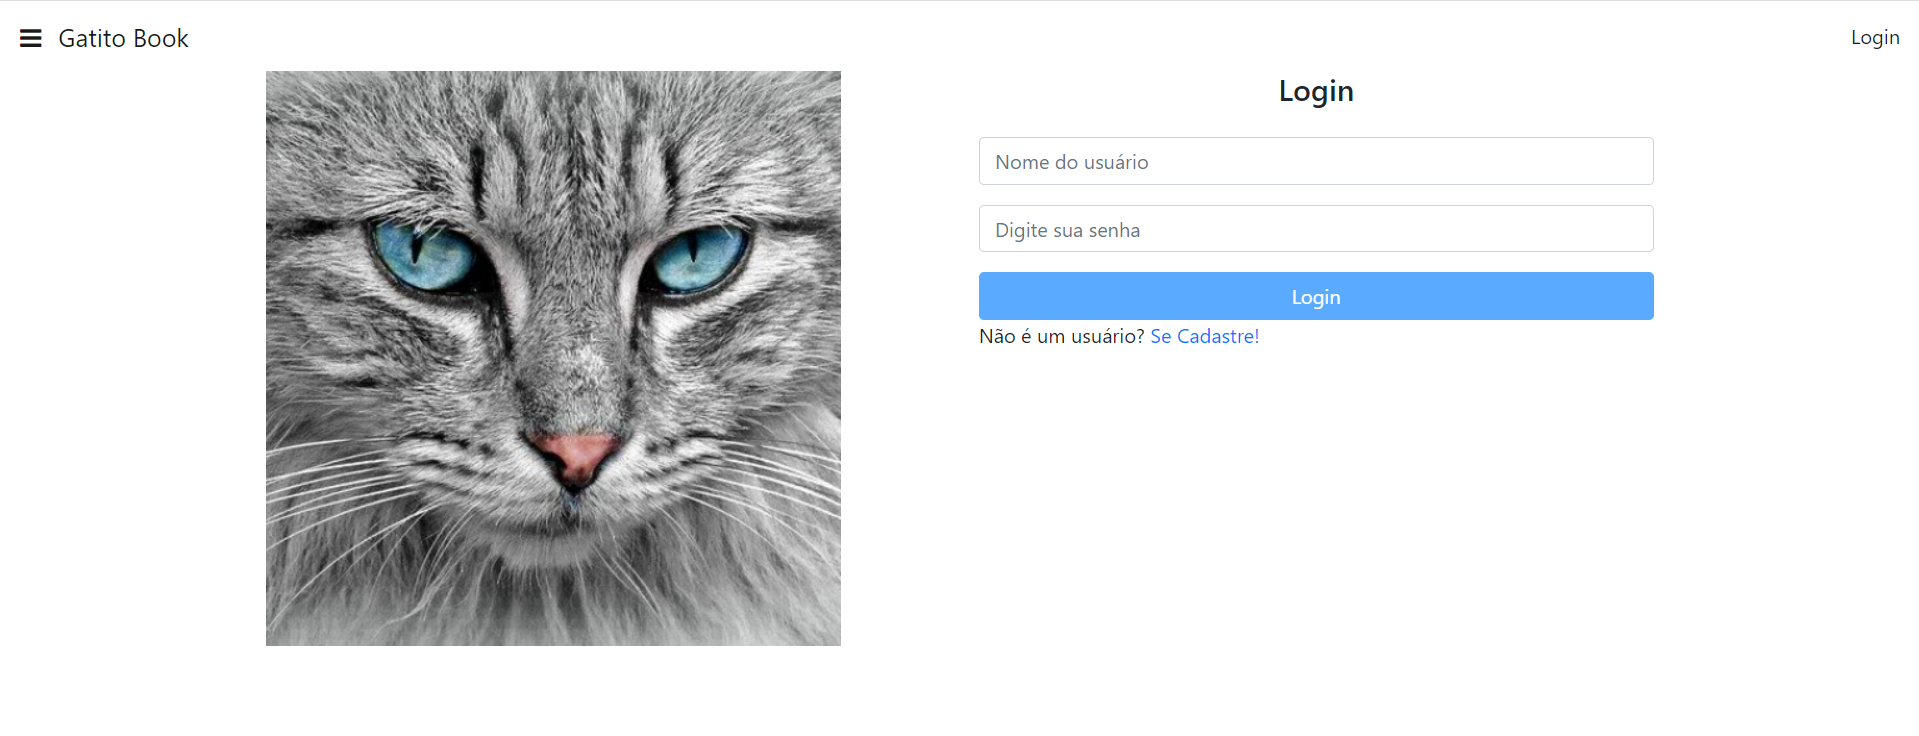 Gatito Book
Login
Login
Nome do usuário
Digite sua senha
Login
Não é um usuário? Se Cadastre!